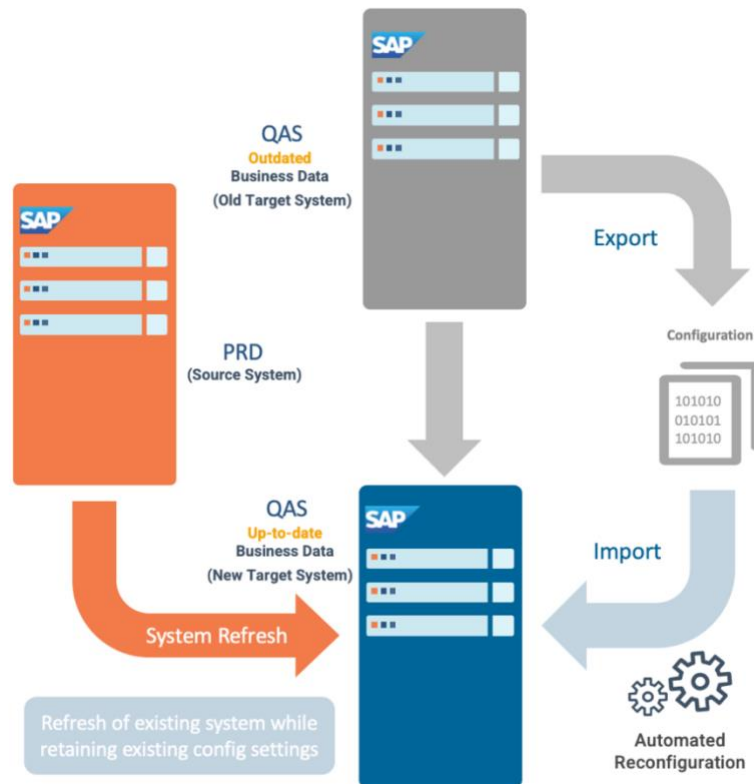 SAP
QAS
Outdated
Business Data
(Old Target System)
SAP
Export
PRD
(Source System)
Configuration
101010
010101
101010
QAS
Up-to-date
Business Data
(New Target System)
SAP
Import
System Refresh
Refresh of existing system while
retaining existing config settings
Automated
Reconfiguration